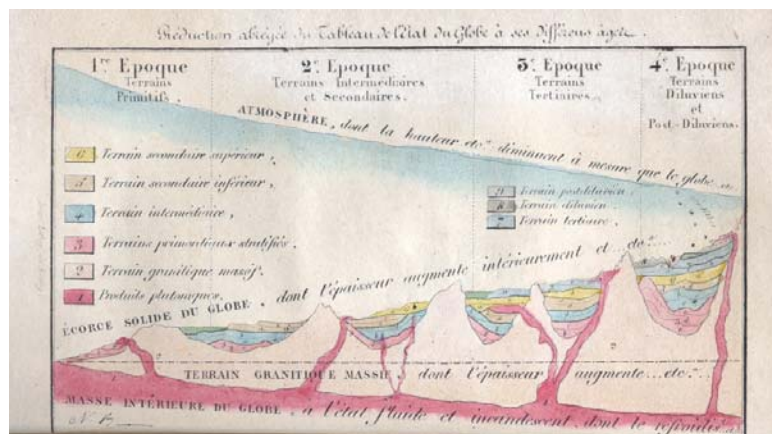 Réduction abrégée du Tableau de l'état du Globe à ses différens âges.
1re. Epoque
Terrains
Primitifs.
2e. Epoque
Terrains Intermédiaires
et Secondaires.
3e. Epoque
Terrains
Tertiaires.
4e. Epoque
Terrains
Diluviens
et
Post-Diluviens.
ATMOSPHÈRE, dont la hauteur etc. diminuent à mesure que le globe
6 Terrain secondaire supérieur,
5 Terrain secondaire inférieur,
4 Terrain intermédiaire,
3 Terrains primordiaux stratifiés.
2 Terrain granitique massif.
1 Produits plutoniques.
9 Terrain postdiluvien.
8 Terrain diluvien
7 Terrain tertiaire.
ÉCORCE SOLIDE DU GLOBE, dont l'épaisseur augmente intérieurement et..etc...
TERRAIN GRANITIQUE MASSIF, dont l'épaisseur augmente...etc...
MASSE INTÉRIEURE DU GLOBE, à l'état fluide et incandescent, dont le refroidis
N.B.